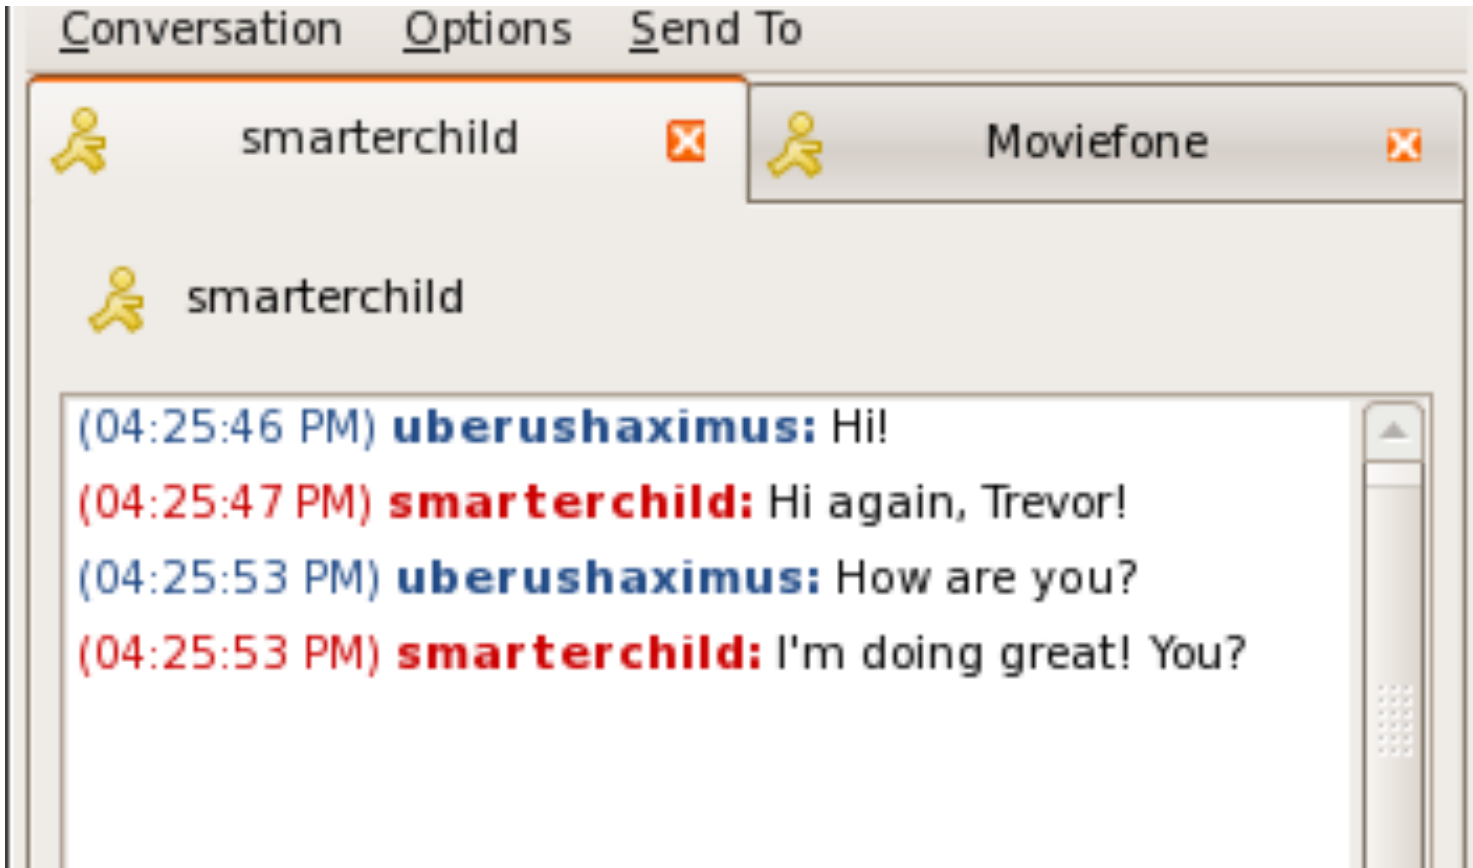 Conversation Options Send To
smarterchild Moviefone
smarterchild
(04:25:46 PM) uberushaximus: Hi!
(04:25:47 PM) smarterchild: Hi again, Trevor!
(04:25:53 PM) uberushaximus: How are you?
(04:25:53 PM) smarterchild: I'm doing great! You?